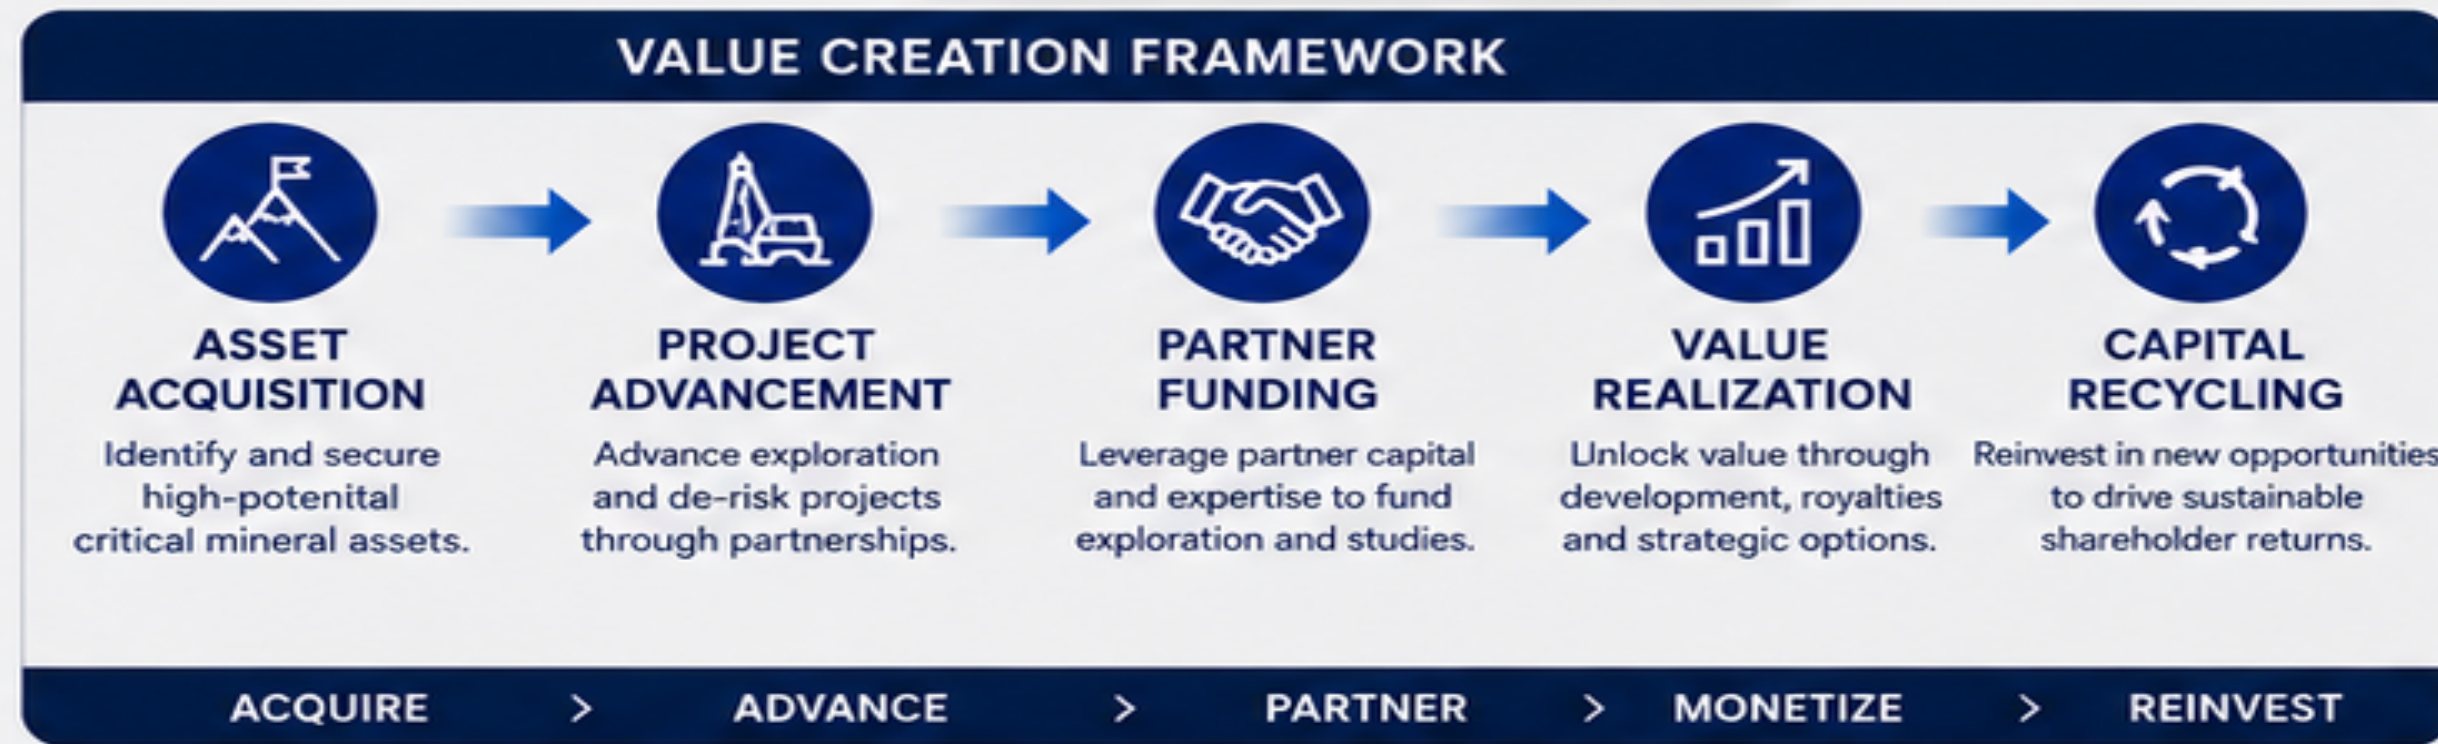 VALUE CREATION FRAMEWORK
ASSET
ACQUISITION
Identify and secure
high-potenital
critical mineral assets.
PROJECT
ADVANCEMENT
Advance exploration
and de-risk projects
through partnerships.
PARTNER
FUNDING
Leverage partner capital
and expertise to fund
exploration and studies.
VALUE
REALIZATION
Unlock value through
development, royalties
and strategic options.
CAPITAL
RECYCLING
Reinvest in new opportunities
to drive sustainable
shareholder returns.
ACQUIRE > ADVANCE > PARTNER > MONETIZE > REINVEST